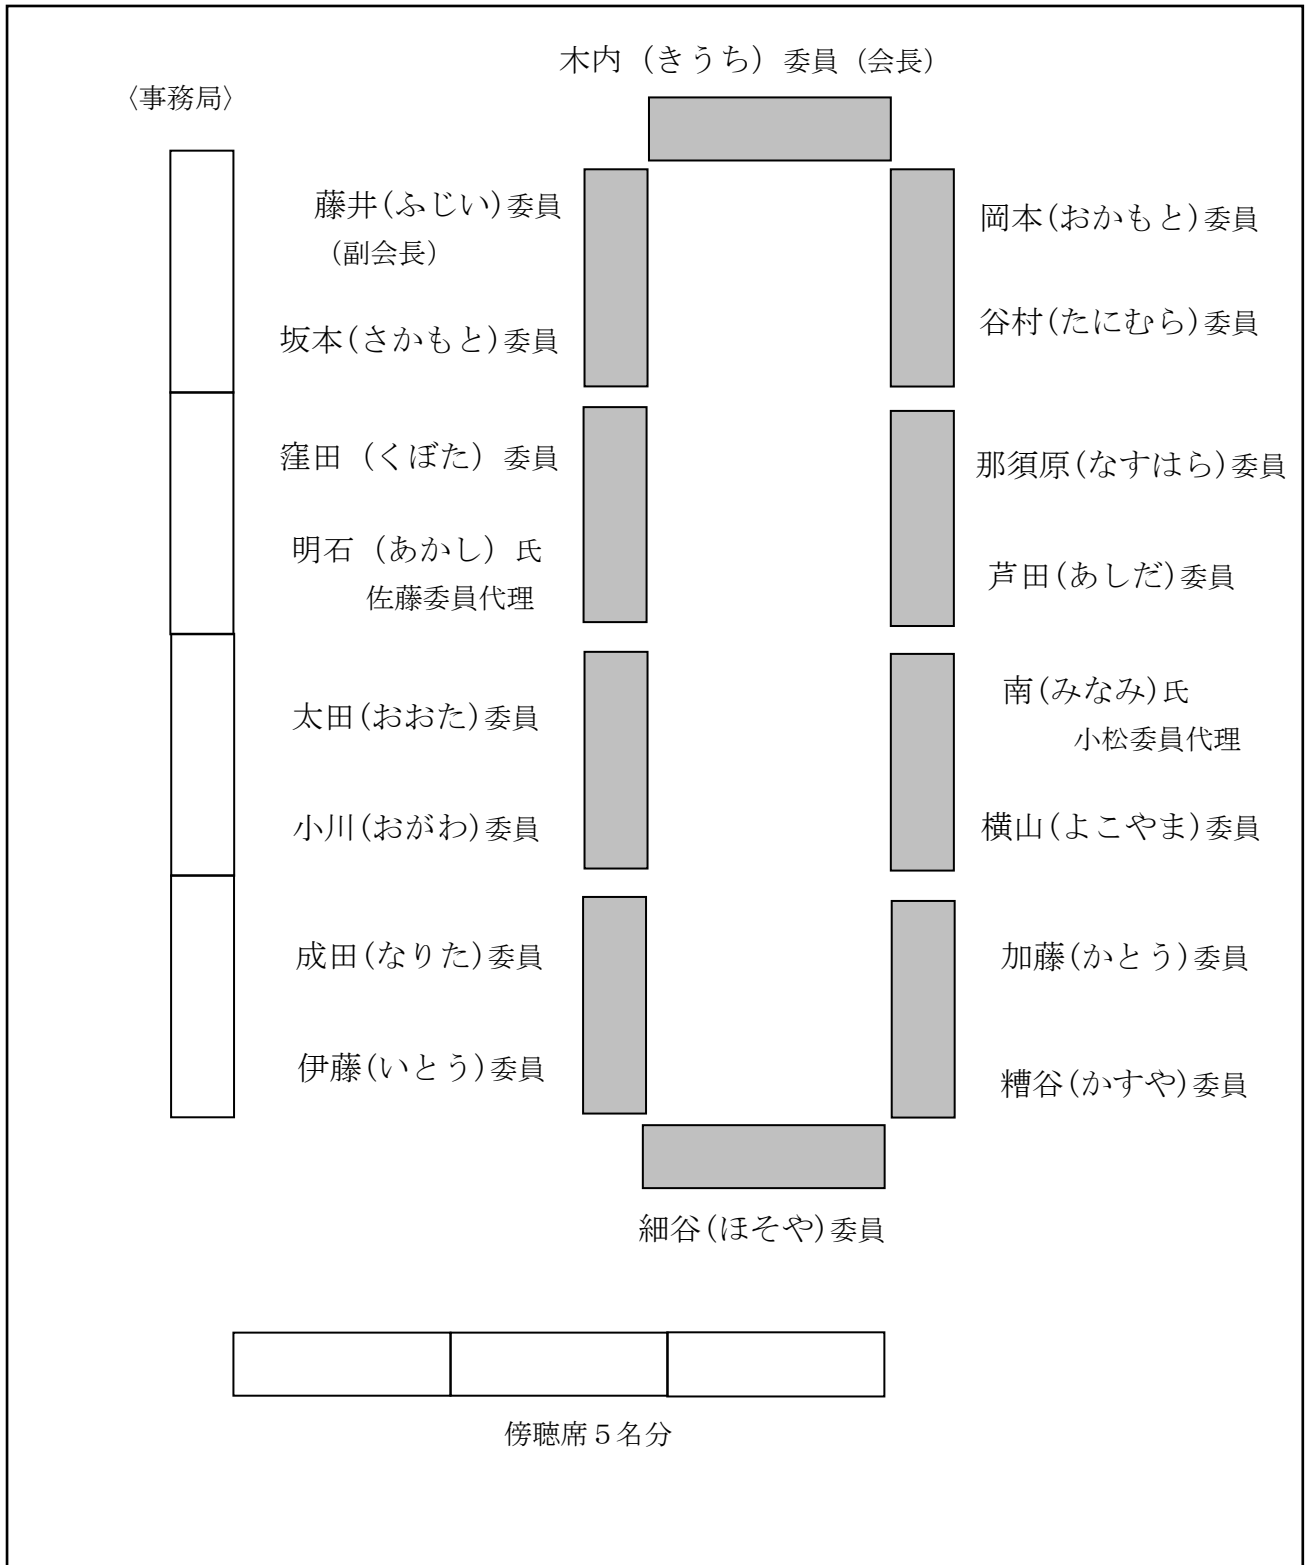 木内（きうち）委員（会長）
〈事務局〉
藤井(ふじい)委員
（副会長）
岡本(おかもと)委員
坂本(さかもと)委員
谷村(たにむら)委員
窪田（くぼた）委員
那須原(なすはら)委員
明石（あかし）氏
佐藤委員代理
芦田(あしだ)委員
太田(おおた)委員
南(みなみ)氏
小松委員代理
小川(おがわ)委員
横山(よこやま)委員
成田(なりた)委員
加藤(かとう)委員
伊藤(いとう)委員
糟谷(かすや)委員
細谷(ほそや)委員
傍聴席５名分